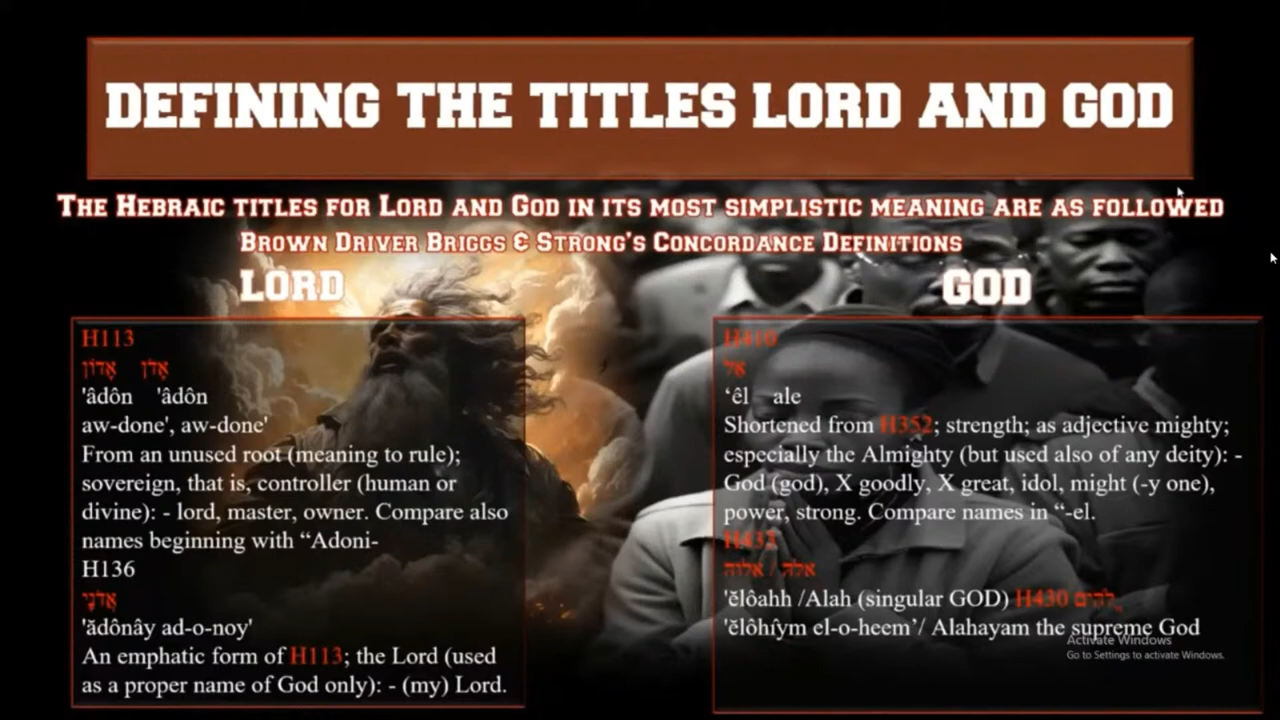 DEFINING THE TITLES LORD AND GOD
THE HEBRAIC TITLES FOR LORD AND GOD IN ITS MOST SIMPLISTIC MEANING ARE AS FOLLOWED
BROWN DRIVER BRIGGS & STRONG'S CONCORDANCE DEFINITIONS
LORD
H113
אָדוֹן אָדֹן
'âdôn 'âdôn
aw-done', aw-done'
From an unused root (meaning to rule);
sovereign, that is, controller (human or
divine): - lord, master, owner. Compare also
names beginning with “Adoni-
H136
אֲדֹנָי
'ădônây ad-o-noy'
An emphatic form of H113; the Lord (used
as a proper name of God only): - (my) Lord.
GOD
H410
אֵל
‘êl ale
Shortened from H352; strength; as adjective mighty;
especially the Almighty (but used also of any deity): -
God (god), X goodly, X great, idol, might (-y one),
power, strong. Compare names in “-el.
H433
אלוה / אלה
'ĕlôahh /Alah (singular GOD) H430
'ĕlôhíym el-o-heem’/ Alahayam the supreme God
Activate Windows
Go to Settings to activate Windows.